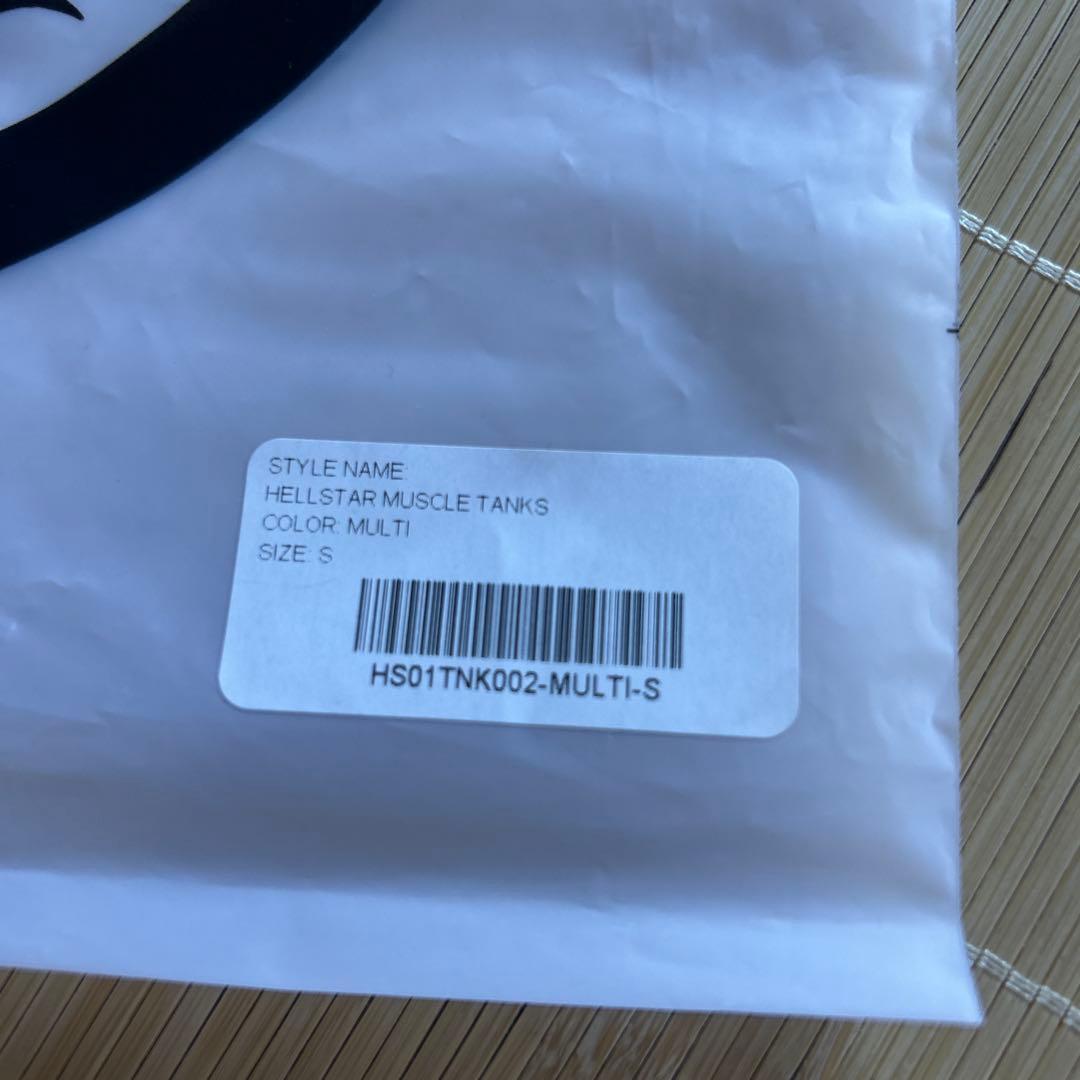 STYLE NAME:
HELLSTAR MUSCLE TANKS
COLOR: MULTI
SIZE: S
HS01TNK002-MULTI-S